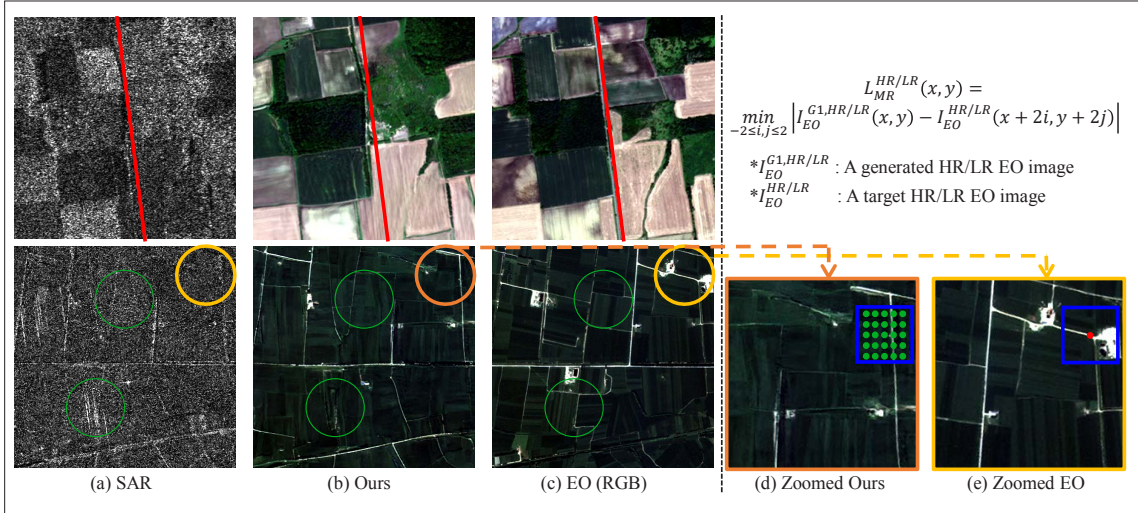 L_{MR}^{HR/LR}(x, y) =
\min_{-2≤i,j≤2} |I_{EO}^{G1,HR/LR}(x, y) − I_{EO}^{HR/LR}(x + 2i, y + 2j)|
*I_{EO}^{G1,HR/LR} : A generated HR/LR EO image
*I_{EO}^{HR/LR} : A target HR/LR EO image
(a) SAR
(b) Ours
(c) EO (RGB)
(d) Zoomed Ours
(e) Zoomed EO